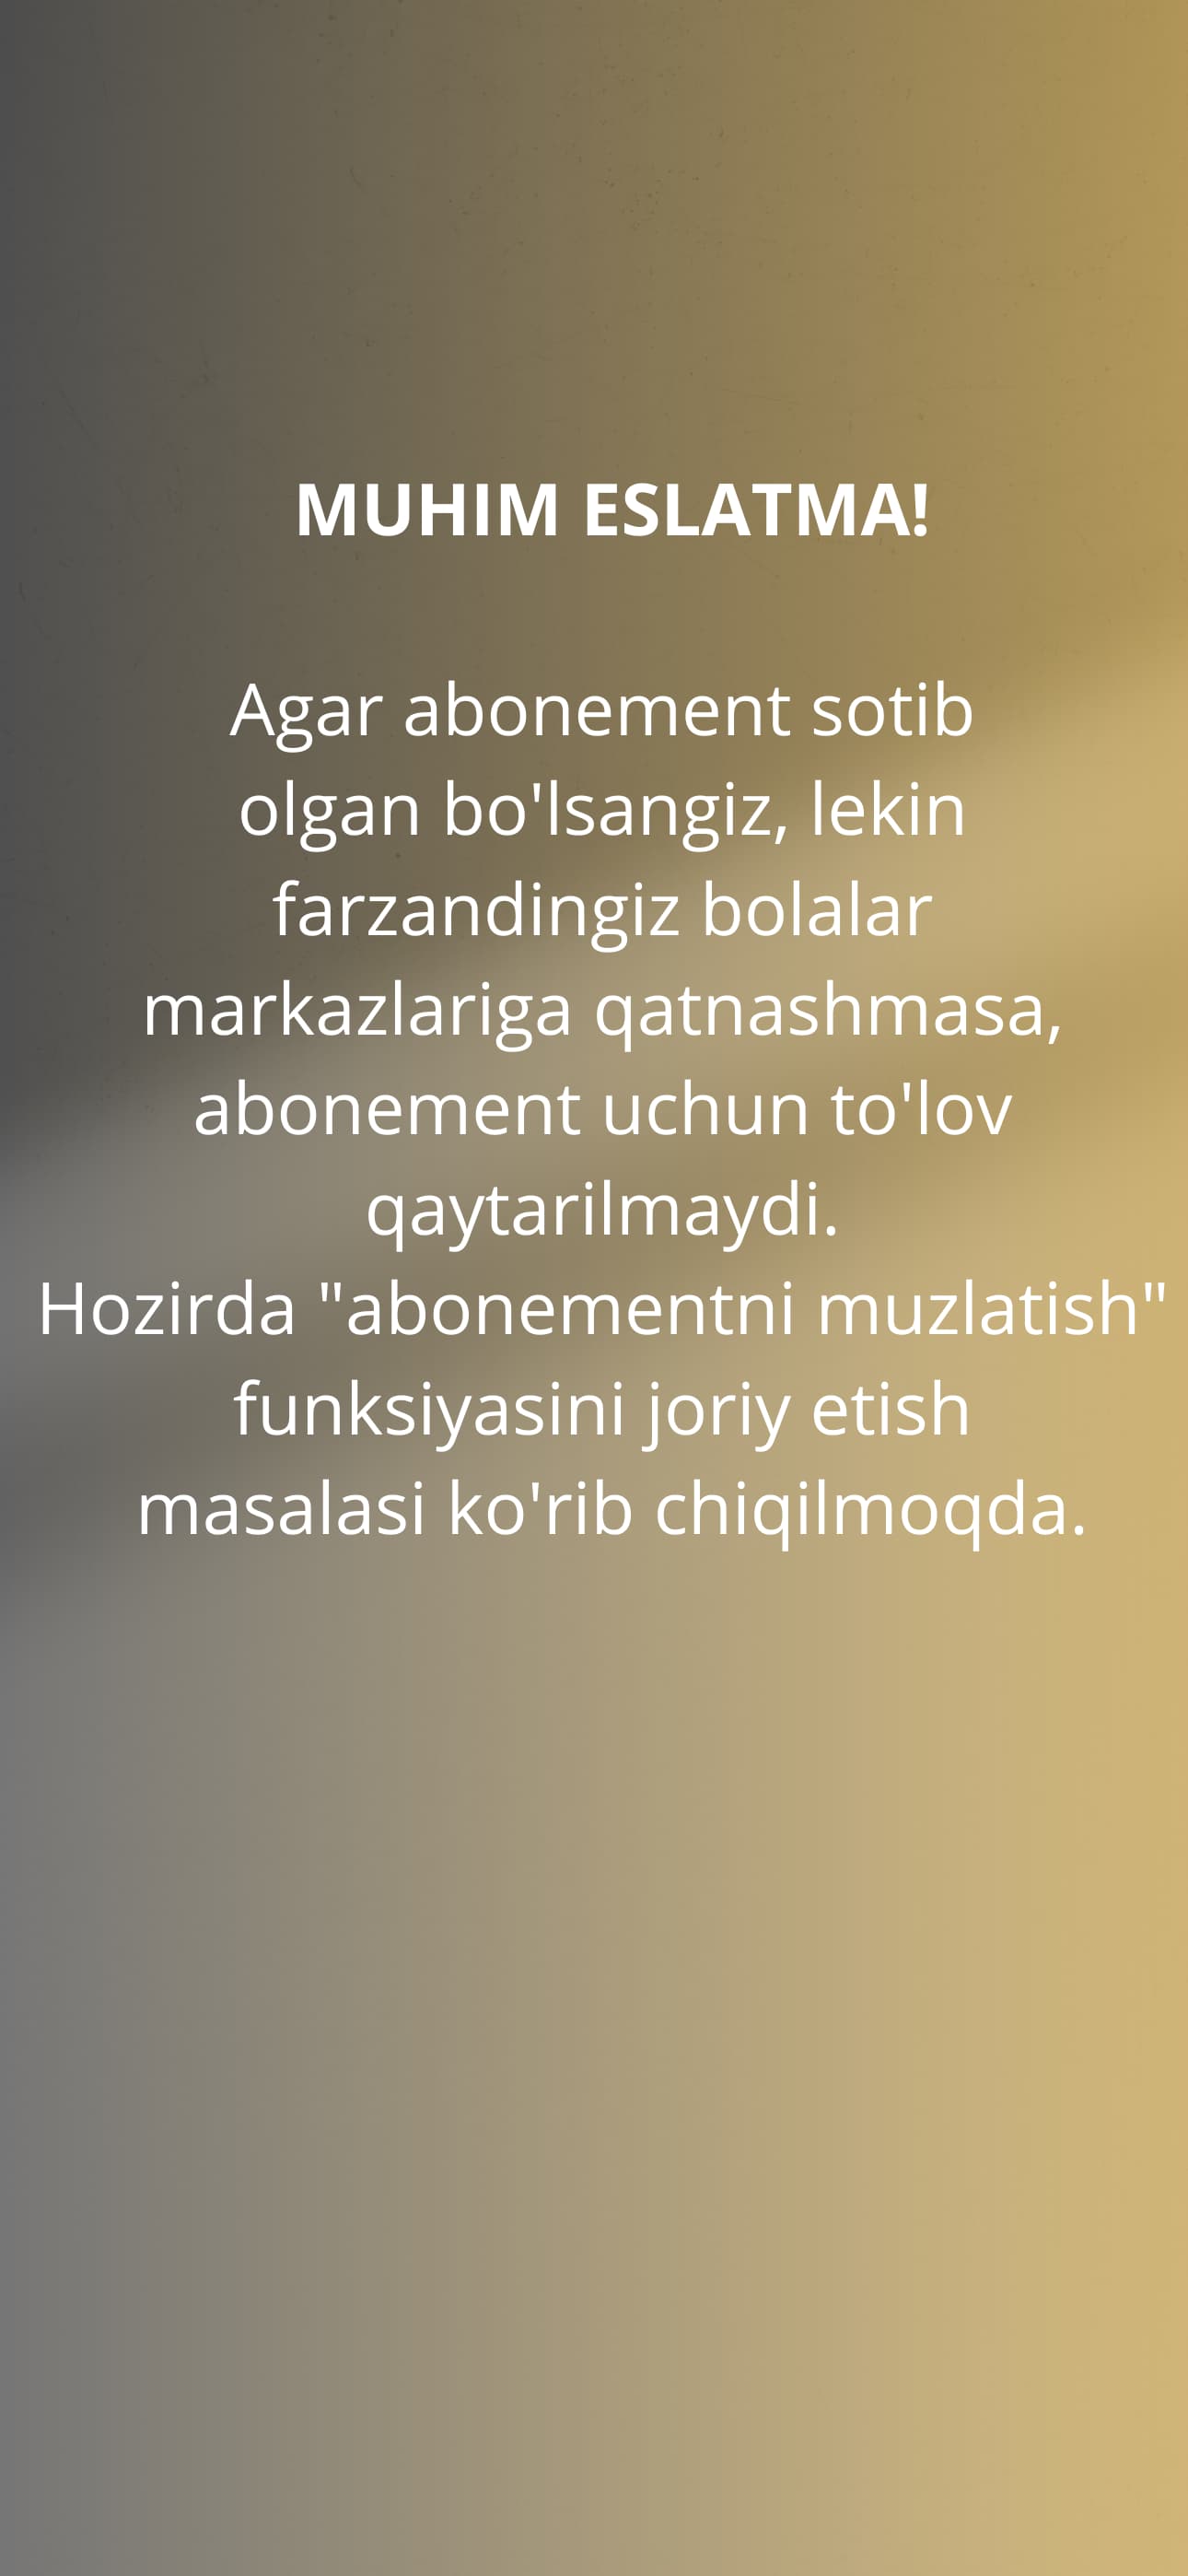 MUHIM ESLATMA!
Agar abonement sotib
olgan bo'lsangiz, lekin
farzandingiz bolalar
markazlariga qatnashmasa,
abonement uchun to'lov
qaytarilmaydi.
Hozirda "abonementni muzlatish"
funksiyasini joriy etish
masalasi ko'rib chiqilmoqda.